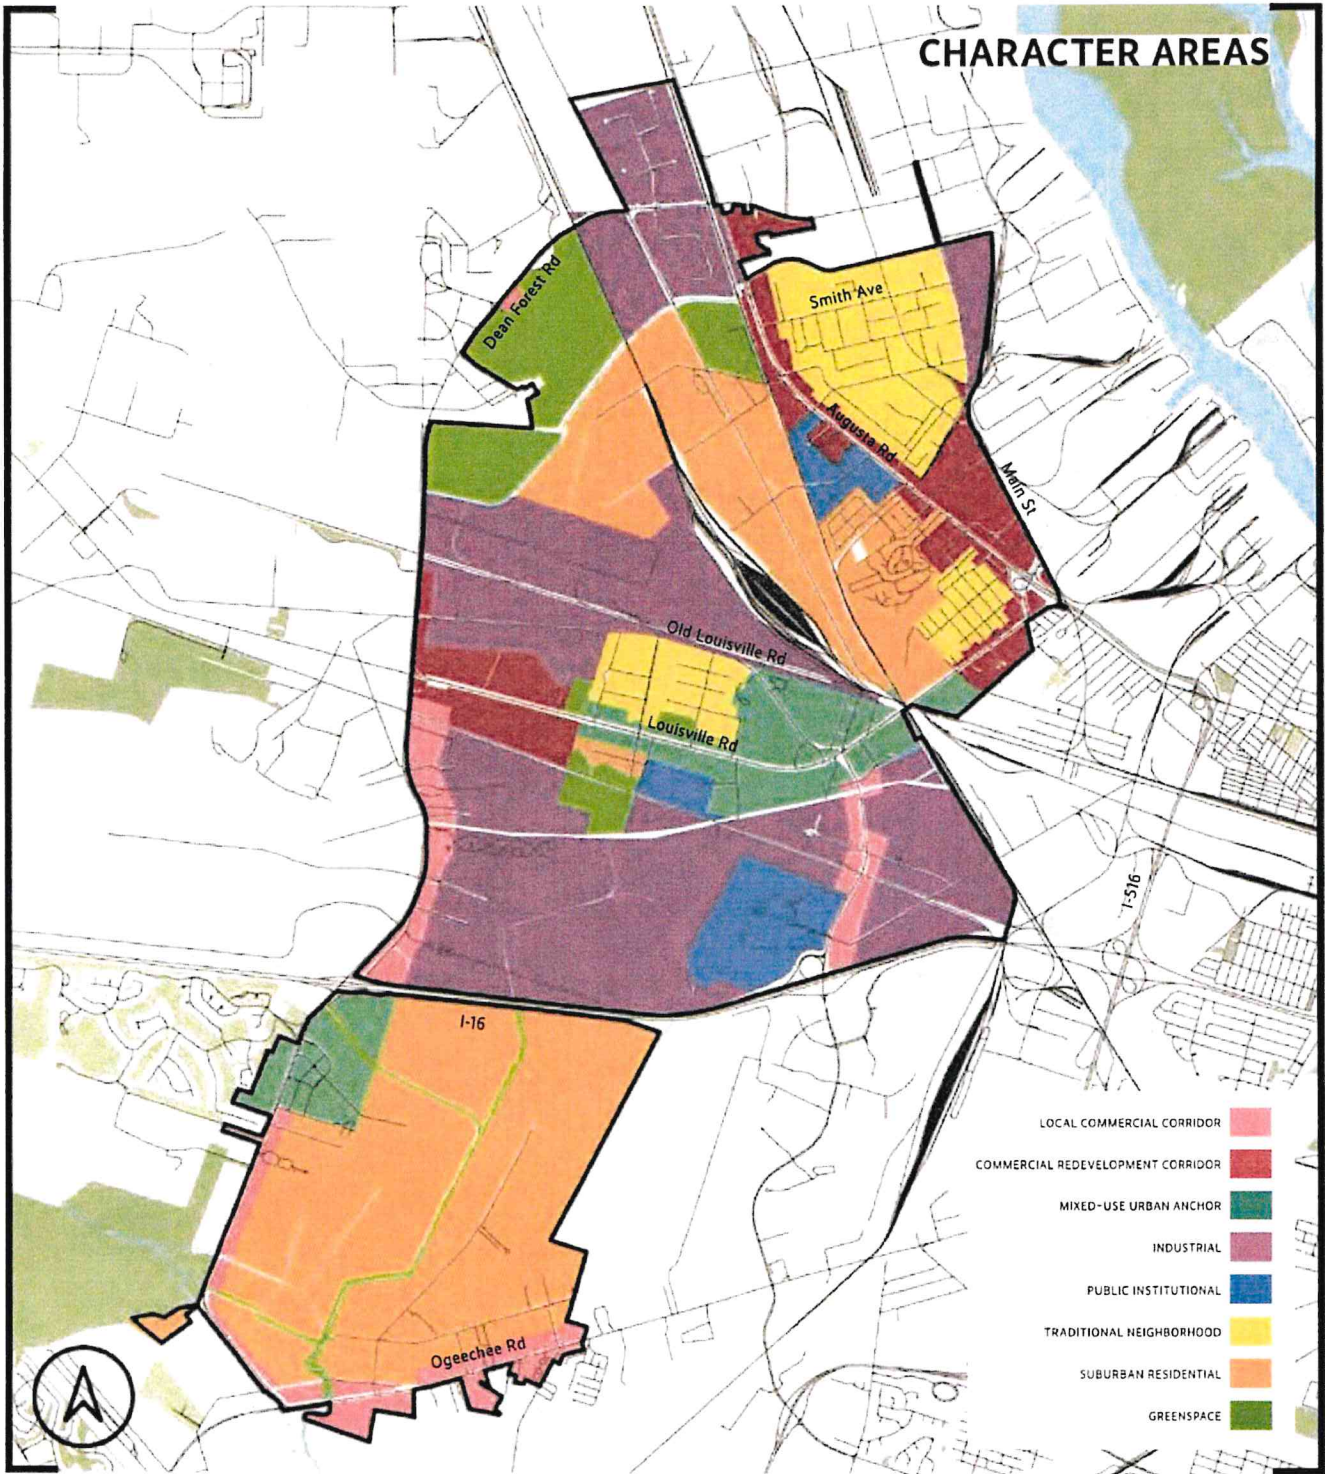 CHARACTER AREAS
Dean Forest Rd
Smith Ave
Augusta Rd
Main St
Old Louisville Rd
Louisville Rd
I-516
I-16
Ogeechee Rd
LOCAL COMMERCIAL CORRIDOR
COMMERCIAL REDEVELOPMENT CORRIDOR
MIXED-USE URBAN ANCHOR
INDUSTRIAL
PUBLIC INSTITUTIONAL
TRADITIONAL NEIGHBORHOOD
SUBURBAN RESIDENTIAL
GREENSPACE